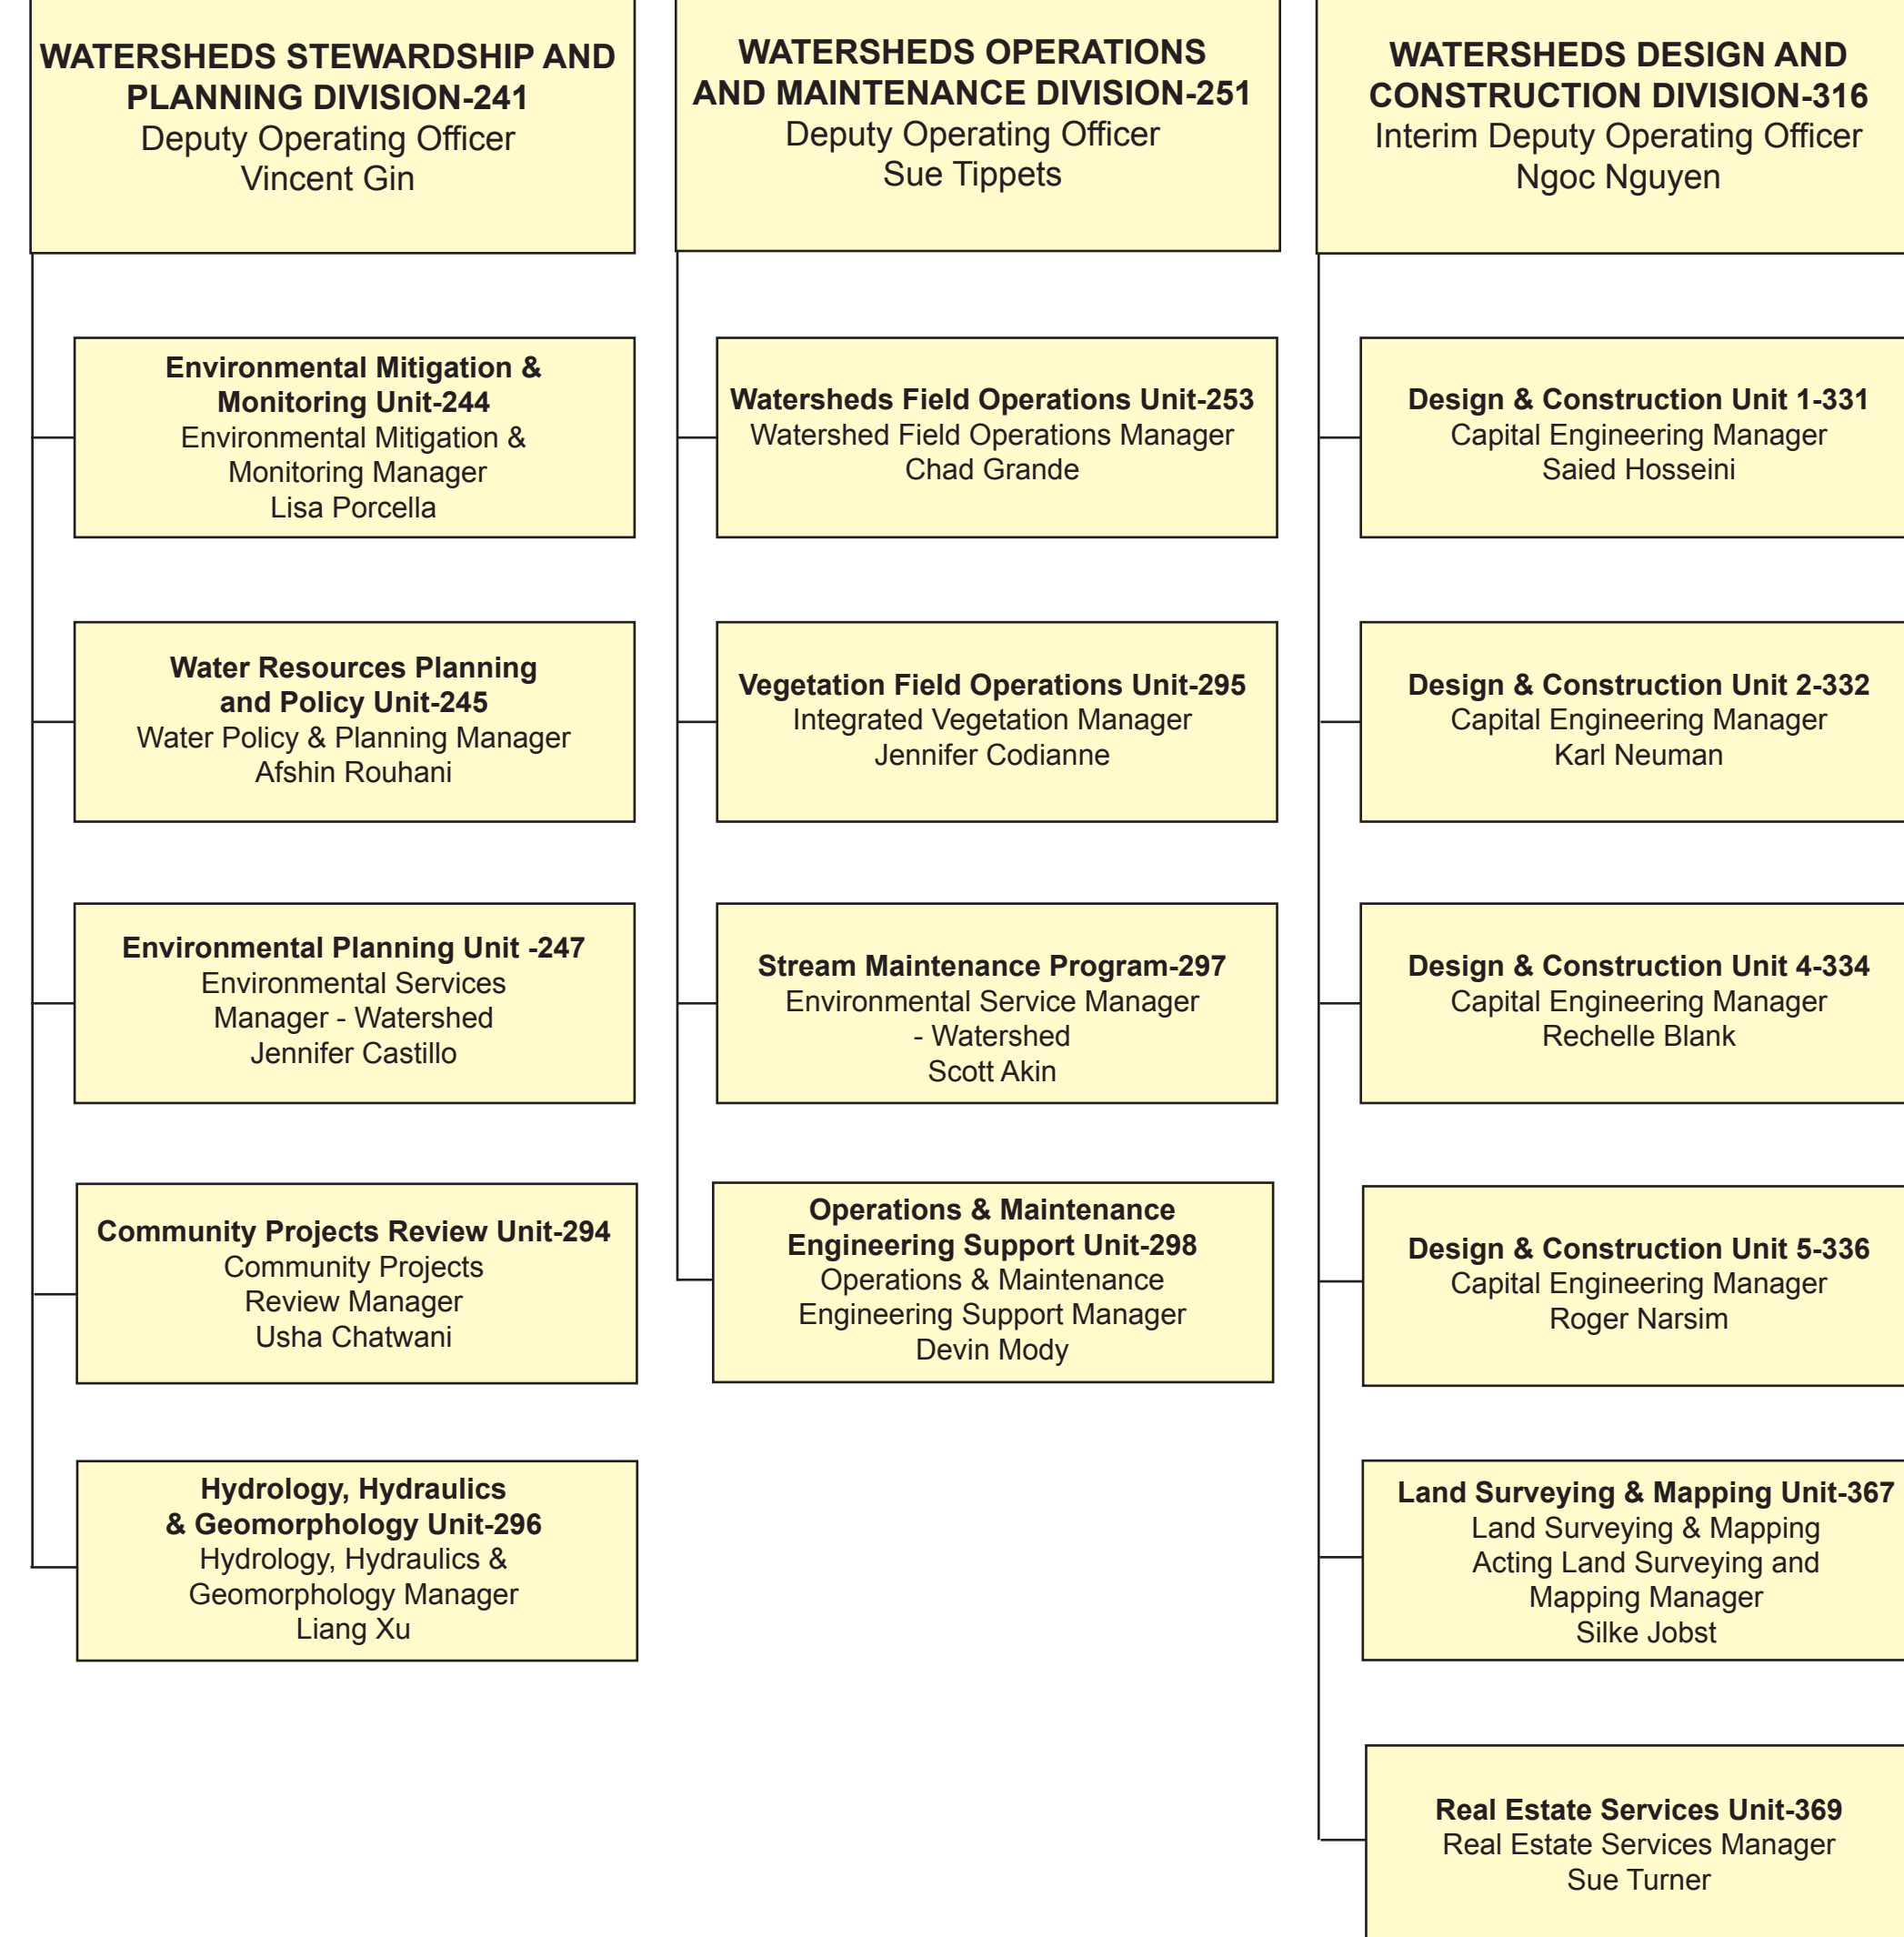 WATERSHEDS STEWARDSHIP AND
PLANNING DIVISION-241
Deputy Operating Officer
Vincent Gin
Environmental Mitigation &
Monitoring Unit-244
Environmental Mitigation &
Monitoring Manager
Lisa Porcella
Water Resources Planning
and Policy Unit-245
Water Policy & Planning Manager
Afshin Rouhani
Environmental Planning Unit -247
Environmental Services
Manager - Watershed
Jennifer Castillo
Community Projects Review Unit-294
Community Projects
Review Manager
Usha Chatwani
Hydrology, Hydraulics
& Geomorphology Unit-296
Hydrology, Hydraulics &
Geomorphology Manager
Liang Xu
WATERSHEDS OPERATIONS
AND MAINTENANCE DIVISION-251
Deputy Operating Officer
Sue Tippets
Watersheds Field Operations Unit-253
Watershed Field Operations Manager
Chad Grande
Vegetation Field Operations Unit-295
Integrated Vegetation Manager
Jennifer Codianne
Stream Maintenance Program-297
Environmental Service Manager
- Watershed
Scott Akin
Operations & Maintenance
Engineering Support Unit-298
Operations & Maintenance
Engineering Support Manager
Devin Mody
WATERSHEDS DESIGN AND
CONSTRUCTION DIVISION-316
Interim Deputy Operating Officer
Ngoc Nguyen
Design & Construction Unit 1-331
Capital Engineering Manager
Saied Hosseini
Design & Construction Unit 2-332
Capital Engineering Manager
Karl Neuman
Design & Construction Unit 4-334
Capital Engineering Manager
Rechelle Blank
Design & Construction Unit 5-336
Capital Engineering Manager
Roger Narsim
Land Surveying & Mapping Unit-367
Land Surveying & Mapping
Acting Land Surveying and
Mapping Manager
Silke Jobst
Real Estate Services Unit-369
Real Estate Services Manager
Sue Turner